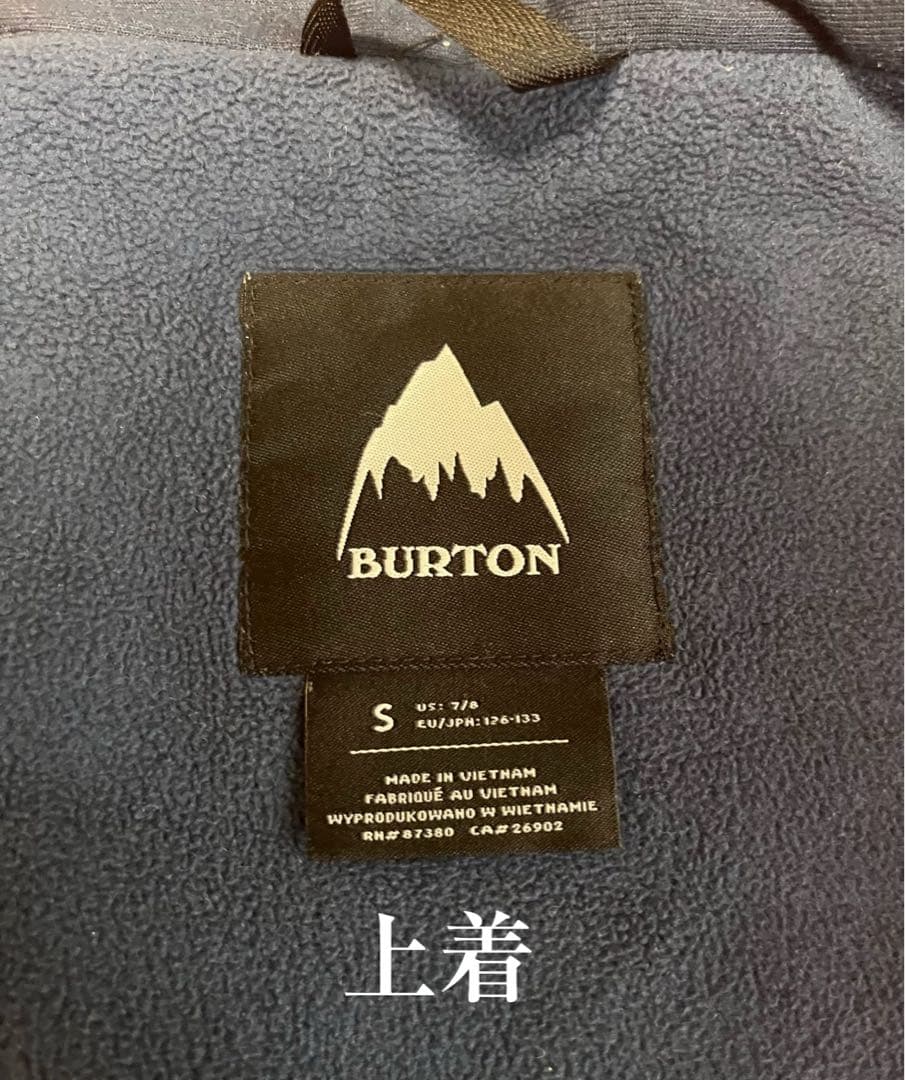 BURTON
S US: 7/8
EU/JPN: 126-133
MADE IN VIETNAM
FABRIQUÉ AU VIETNAM
WYPRODUKOWANO W WIETNAMIE
RN#87380 CA#26902
上着